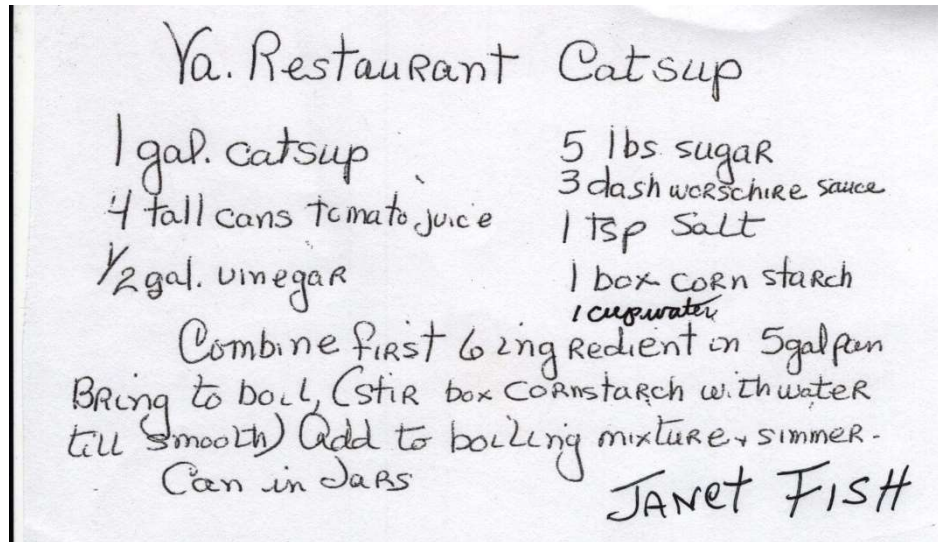 Va. Restaurant Catsup
1 gal. catsup
4 tall cans tomato juice
1/2 gal. vinegar
5 lbs. sugar
3 dash worschire sauce
1 tsp salt
1 box corn starch
1 cup water
Combine first 6 ingredient in 5 gal pan
Bring to boil, (stir box cornstarch with water
till smooth) add to boiling mixture + simmer.
Can in Jars
JANet FISH